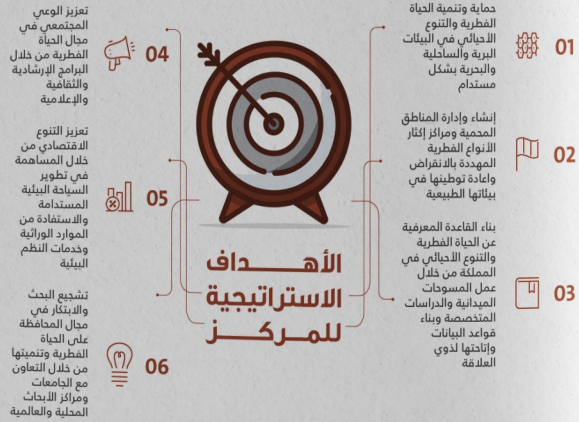 الأهـــداف
الاستراتيجية
للمــركــز
01
حماية وتنمية الحياة
الفطرية والتنوع
الأحيائي في البيئات
البرية والساحلية
والبحرية بشكل
مستدام
02
إنشاء وإدارة المناطق
المحمية ومراكز إكثار
الأنواع الفطرية
المهددة بالانقراض
واعادة توطينها في
بيئاتها الطبيعية
03
بناء القاعدة المعرفية
عن الحياة الفطرية
والتنوع الأحيائي في
المملكة من خلال
عمل المسوحات
الميدانية والدراسات
المتخصصة وبناء
قواعد البيانات
وإتاحتها لذوي
العلاقة
04
تعزيز الوعي
المجتمعي في
مجال الحياة
الفطرية من خلال
البرامج الإرشادية
والثقافية
والإعلامية
05
تعزيز التنوع
الاقتصادي من
خلال المساهمة
في تطوير
السياحة البيئية
المستدامة
والاستفادة من
الموارد الوراثية
وخدمات النظم
البيئية
06
تشجيع البحث
والابتكار في
مجال المحافظة
على الحياة
الفطرية وتنميتها
من خلال التعاون
مع الجامعات
ومراكز الأبحاث
المحلية والعالمية